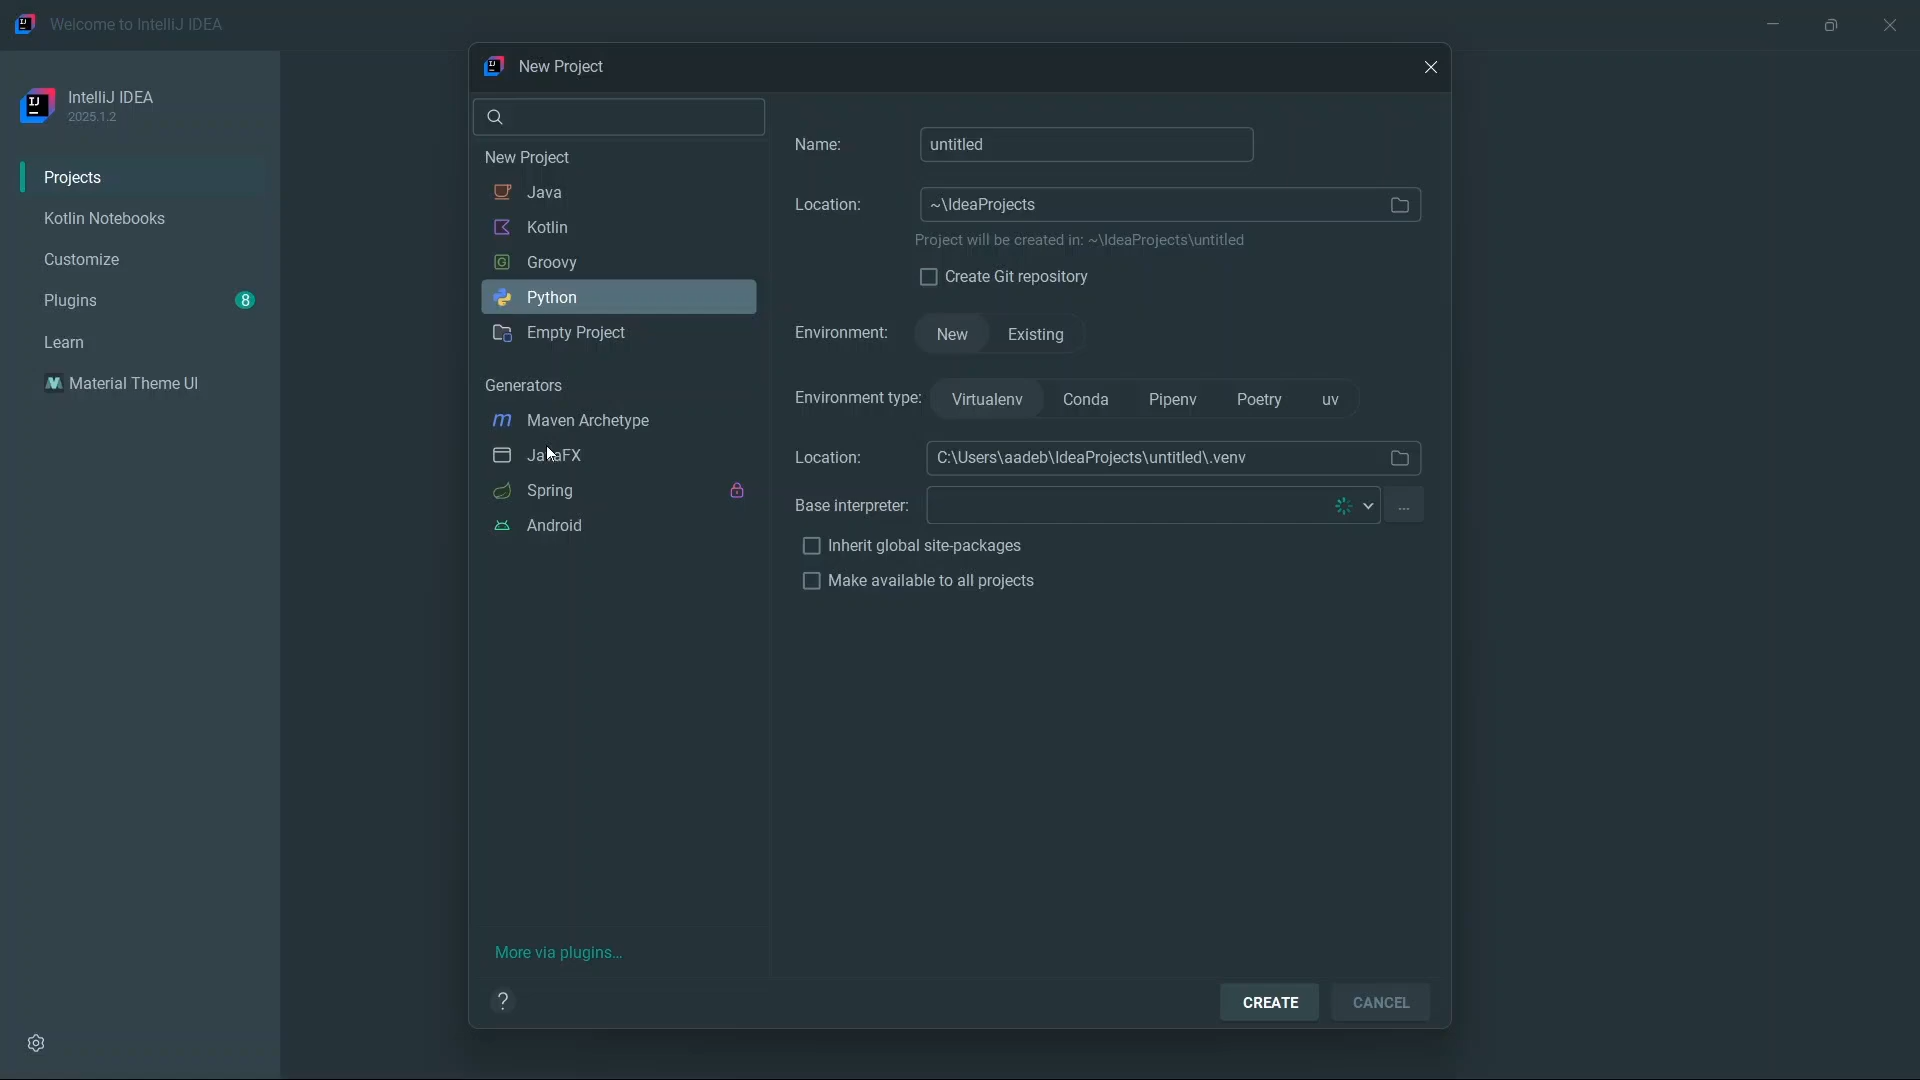 Welcome to IntelliJ IDEA
IntelliJ IDEA
2025.1.2
Projects
Kotlin Notebooks
Customize
Plugins 8
Learn
Material Theme UI
New Project
New Project
Java
Kotlin
Groovy
Python
Empty Project
Generators
Maven Archetype
JavaFX
Spring
Android
More via plugins...
?
Name: untitled
Location: ~\IdeaProjects
Project will be created in: ~\IdeaProjects\untitled
Create Git repository
Environment: New Existing
Environment type: Virtualenv Conda Pipenv Poetry uv
Location: C:\Users\aadeb\IdeaProjects\untitled\.venv
Base interpreter: ...
Inherit global site-packages
Make available to all projects
CREATE CANCEL